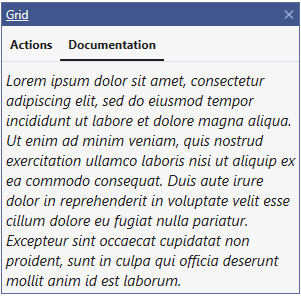 Grid
Actions Documentation
Lorem ipsum dolor sit amet, consectetur
adipiscing elit, sed do eiusmod tempor
incididunt ut labore et dolore magna aliqua.
Ut enim ad minim veniam, quis nostrud
exercitation ullamco laboris nisi ut aliquip ex
ea commodo consequat. Duis aute irure
dolor in reprehenderit in voluptate velit esse
cillum dolore eu fugiat nulla pariatur.
Excepteur sint occaecat cupidatat non
proident, sunt in culpa qui officia deserunt
mollit anim id est laborum.